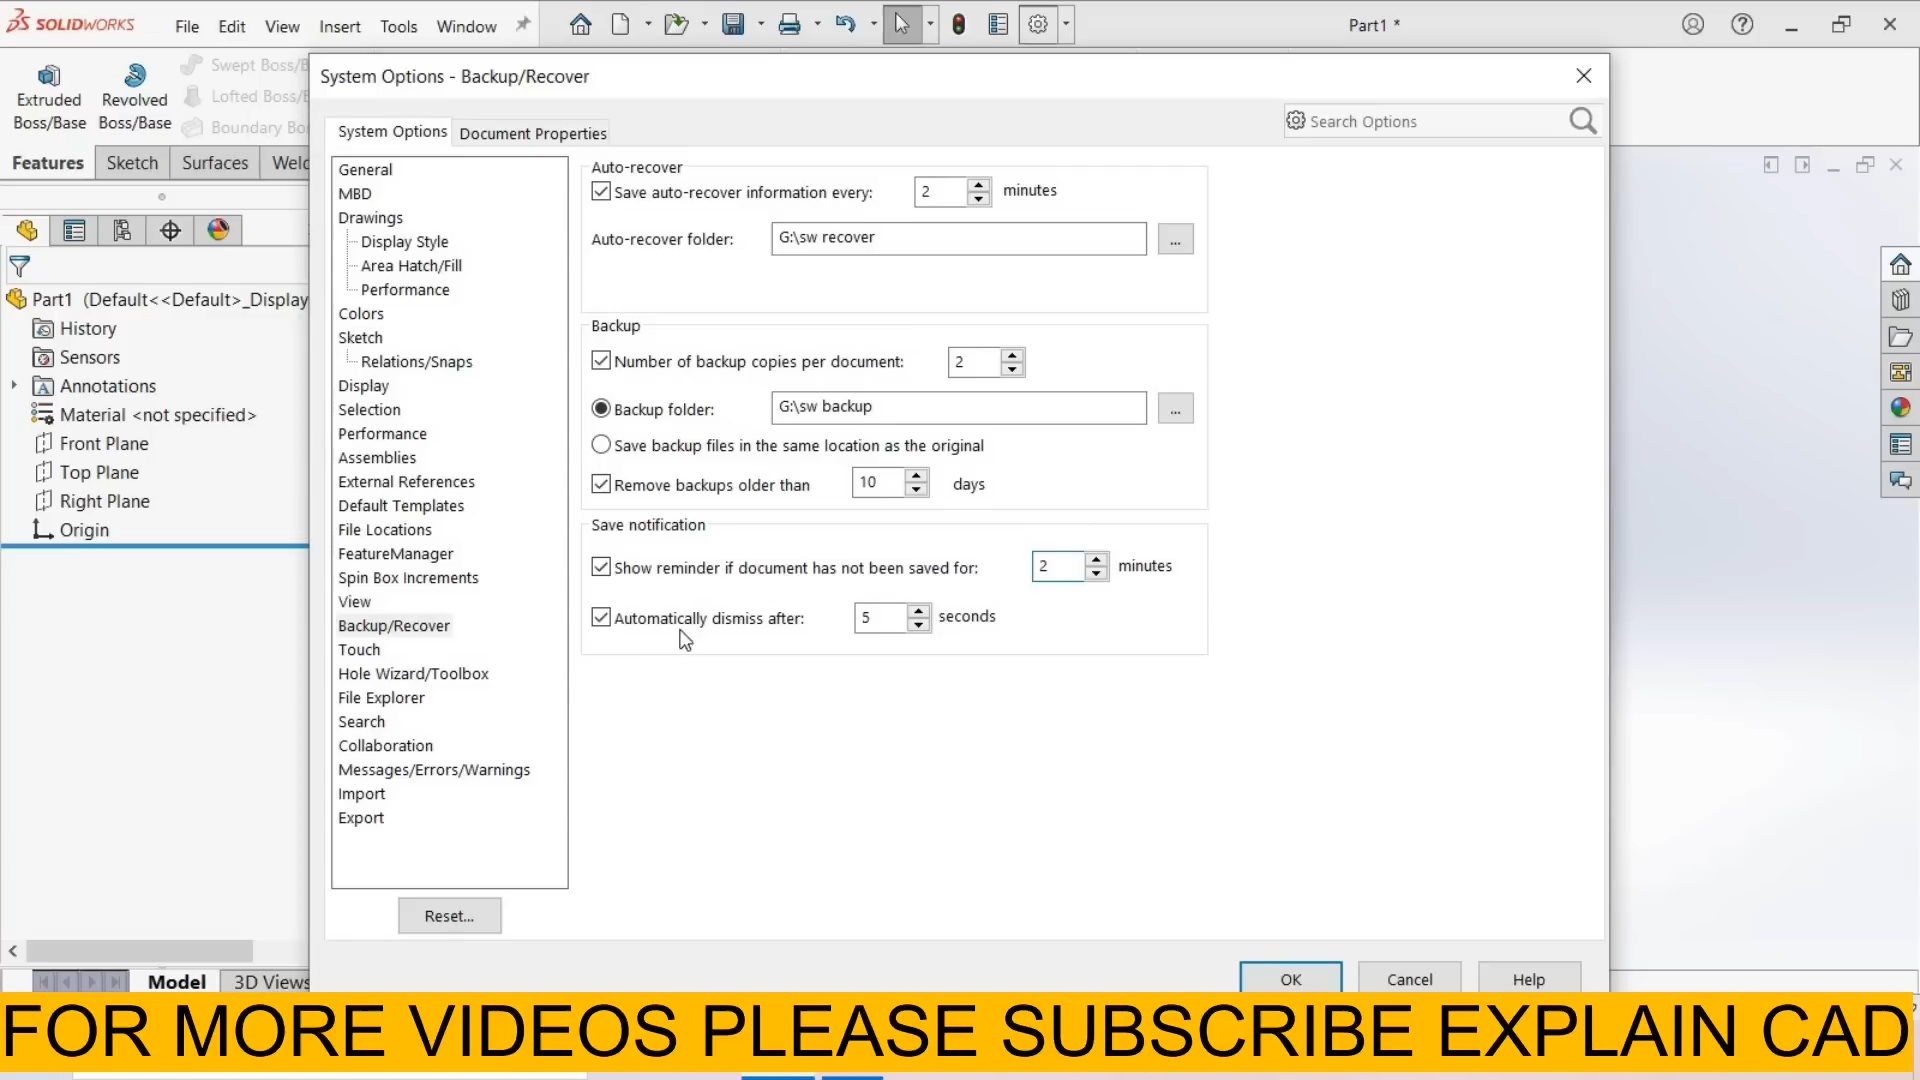 SOLIDWORKS File Edit View Insert Tools Window Part1 *
System Options - Backup/Recover
Extruded Boss/Base
Revolved Boss/Base
Swept Boss/B
Lofted Boss/B
Boundary Bo
Search Options
System Options Document Properties
Features Sketch Surfaces Weld
Part1 (Default<<Default>_Display
History
Sensors
Annotations
Material <not specified>
Front Plane
Top Plane
Right Plane
Origin
General
MBD
Drawings
Display Style
Area Hatch/Fill
Performance
Colors
Sketch
Relations/Snaps
Display
Selection
Performance
Assemblies
External References
Default Templates
File Locations
FeatureManager
Spin Box Increments
View
Backup/Recover
Touch
Hole Wizard/Toolbox
File Explorer
Search
Collaboration
Messages/Errors/Warnings
Import
Export
Reset...
Auto-recover
Save auto-recover information every: 2 minutes
Auto-recover folder: G:\sw recover ...
Backup
Number of backup copies per document: 2
Backup folder: G:\sw backup ...
Save backup files in the same location as the original
Remove backups older than 10 days
Save notification
Show reminder if document has not been saved for: 2 minutes
Automatically dismiss after: 5 seconds
OK Cancel Help
Model 3D Views
FOR MORE VIDEOS PLEASE SUBSCRIBE EXPLAIN CAD